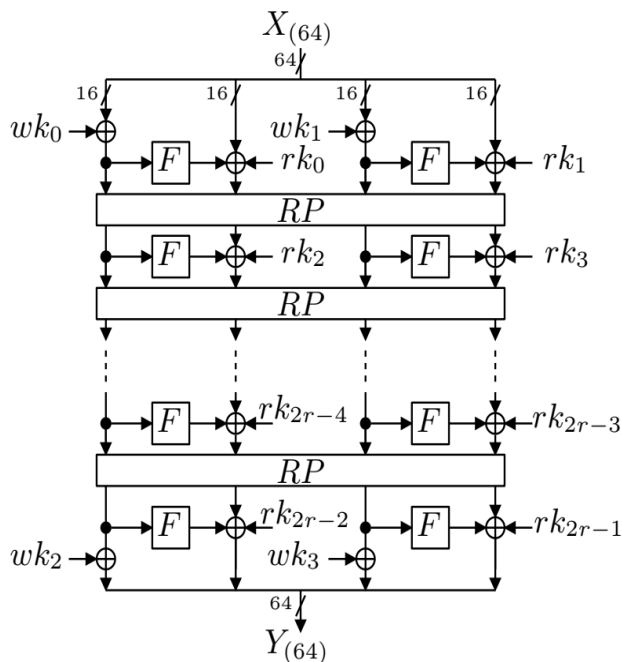 X(64)
64
16 16 16 16
wk0 wk1
F rk0 F rk1
RP
F rk2 F rk3
RP
F rk2r−4 F rk2r−3
RP
F rk2r−2 F rk2r−1
wk2 wk3
64
Y(64)